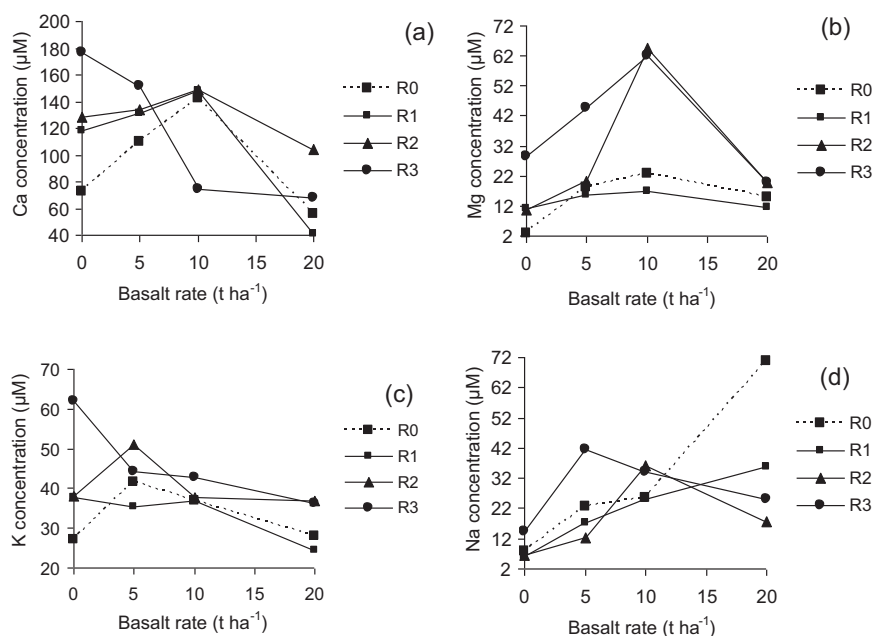 (a)
Ca concentration (µM)
200
180
160
140
120
100
80
60
40
0 5 10 15 20
Basalt rate (t ha-1)
R0
R1
R2
R3
(b)
Mg concentration (µM)
72
62
52
42
32
22
12
2
0 5 10 15 20
Basalt rate (t ha-1)
R0
R1
R2
R3
(c)
K concentration (µM)
70
60
50
40
30
20
0 5 10 15 20
Basalt rate (t ha-1)
R0
R1
R2
R3
(d)
Na concentration (µM)
72
62
52
42
32
22
12
2
0 5 10 15 20
Basalt rate (t ha-1)
R0
R1
R2
R3